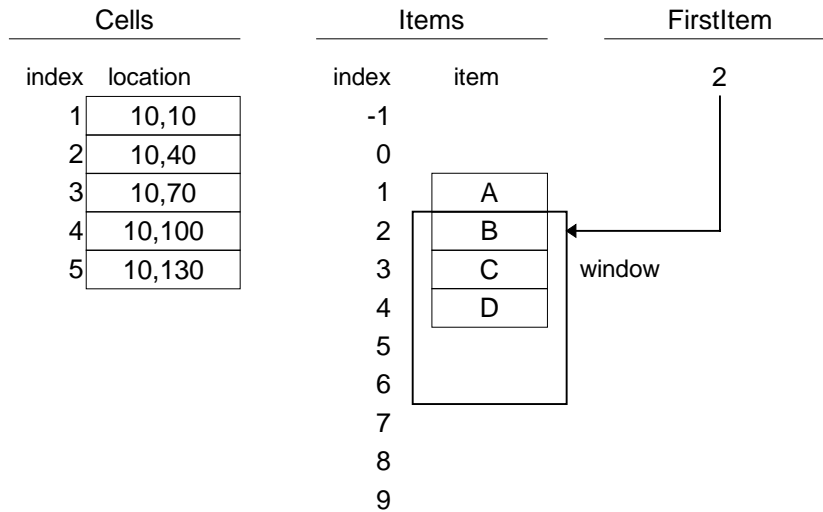 Cells Items FirstItem
index location index item 2
1 10,10 -1
2 10,40 0
3 10,70 1 A
4 10,100 2 B
5 10,130 3 C window
4 D
5
6
7
8
9